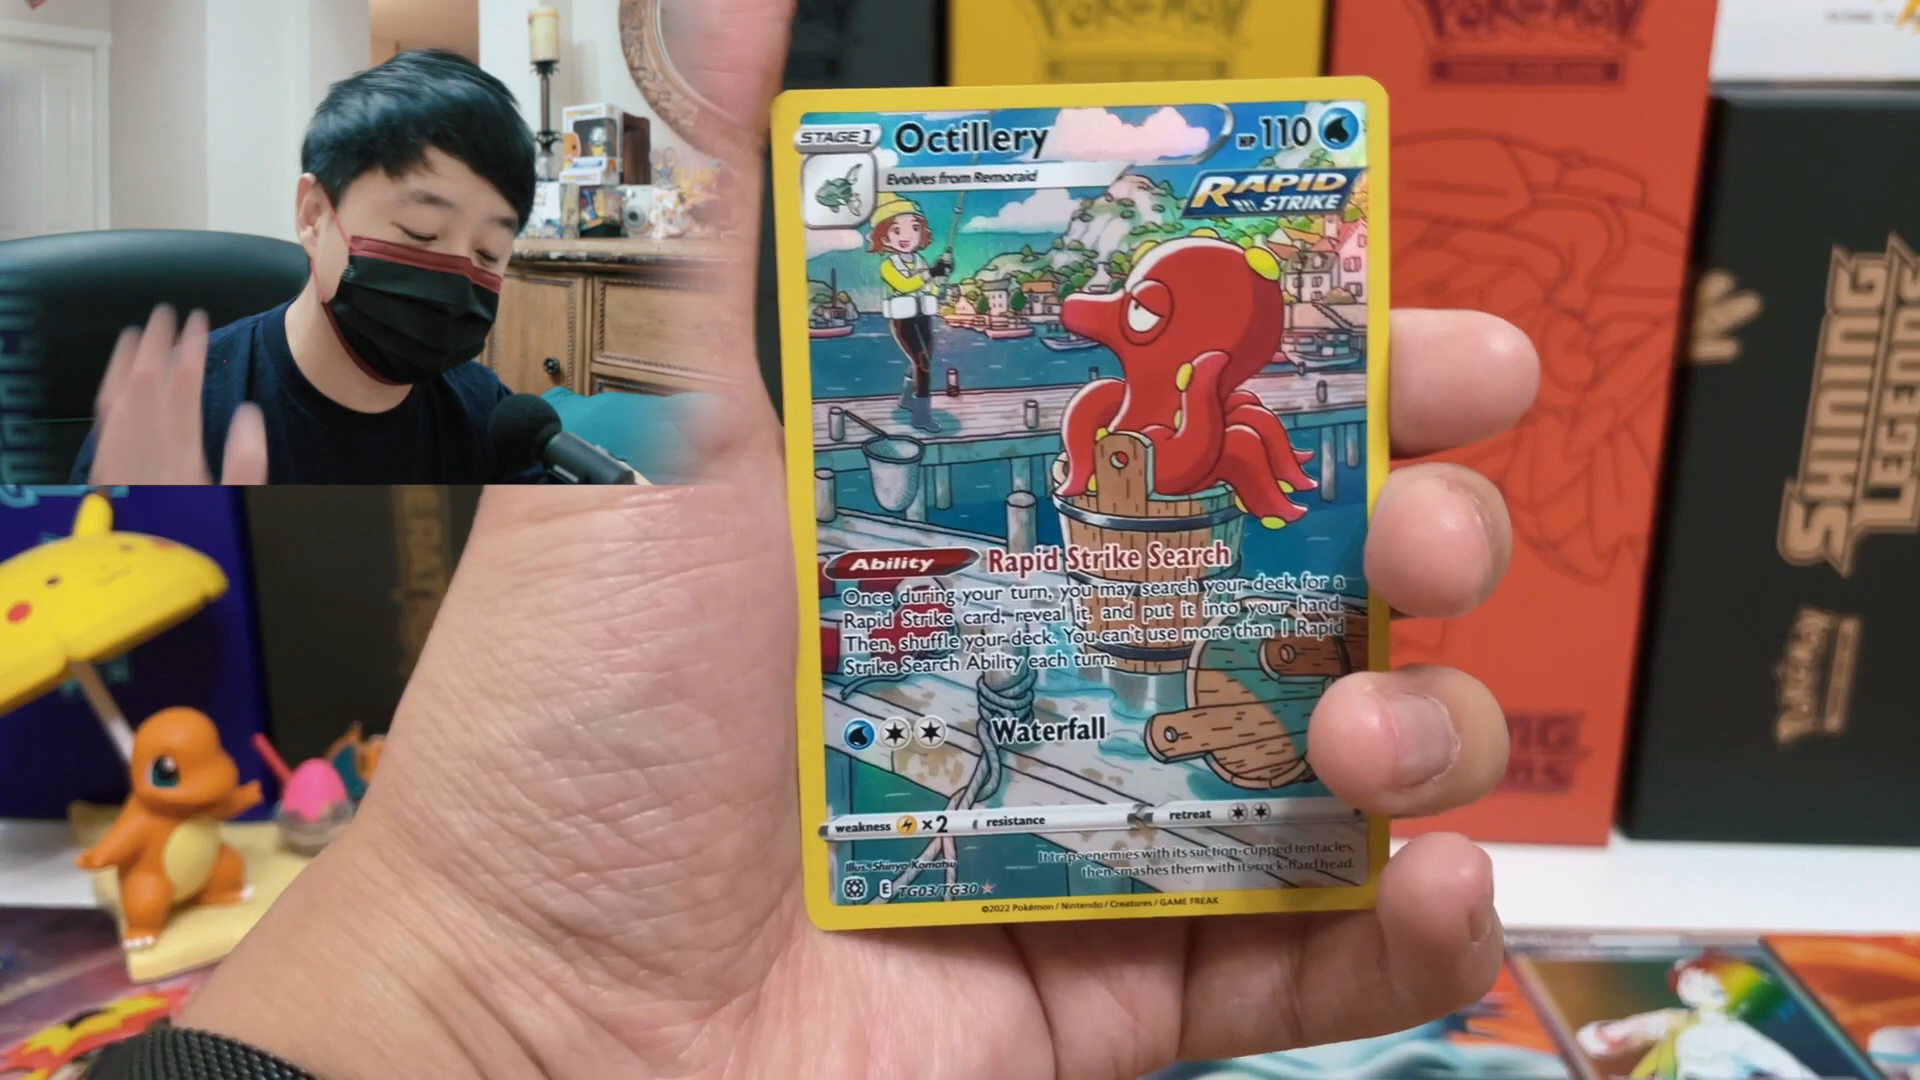 POKÉMON
POKÉMON
STAGE 1
Octillery
HP 110
Evolves from Remoraid
RAPID
STRIKE
SHINING
LEGENDS
Ability
Rapid Strike Search
Once during your turn, you may search your deck for a
Rapid Strike card, reveal it, and put it into your hand.
Then, shuffle your deck. You can't use more than 1 Rapid
Strike Search Ability each turn.
Waterfall
Pokémon
weakness ×2 resistance retreat
Illus. Shinya Komatsu
It traps enemies with its suction-cupped tentacles,
then smashes them with its rock-hard head.
E TG03/TG30
©2022 Pokémon / Nintendo / Creatures / GAME FREAK